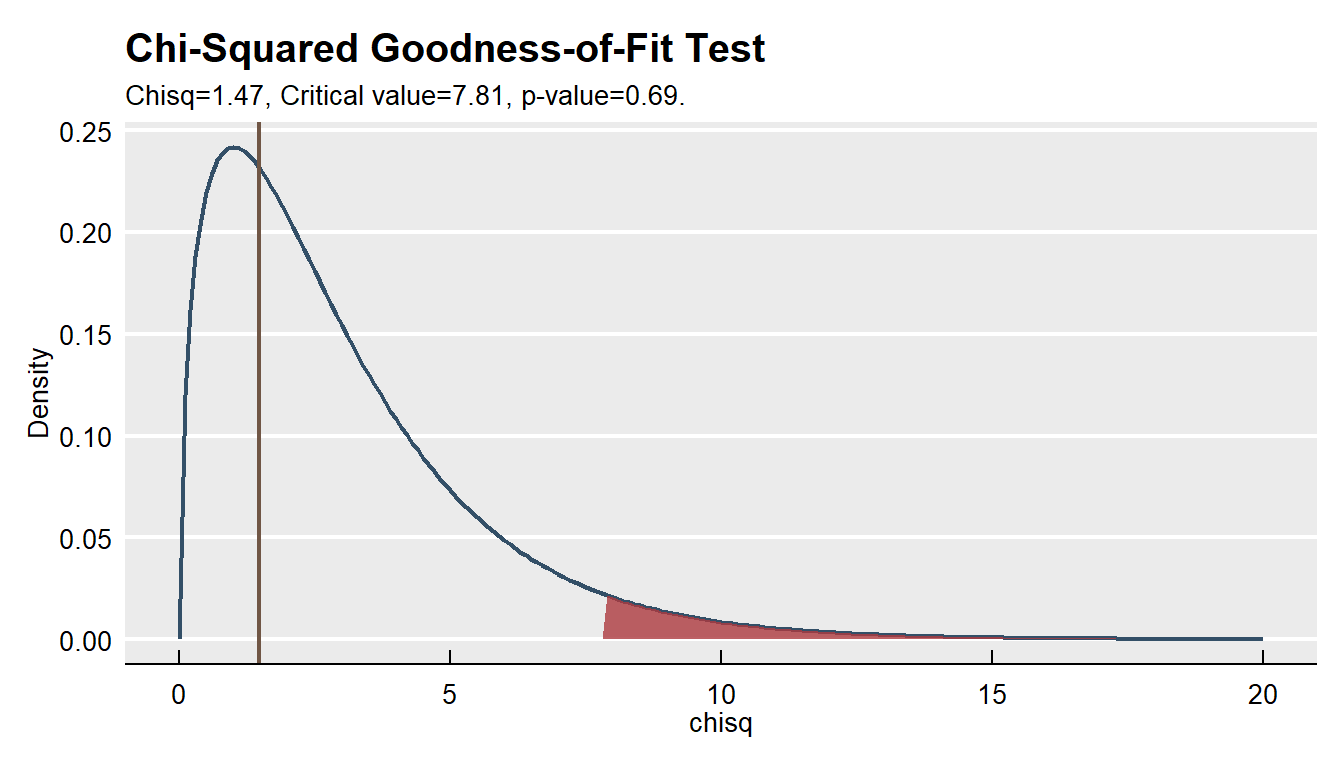 Chi-Squared Goodness-of-Fit Test
Chisq=1.47, Critical value=7.81, p-value=0.69.
0.25
0.20
0.15
0.10
0.05
0.00
Density
0 5 10 15 20
chisq